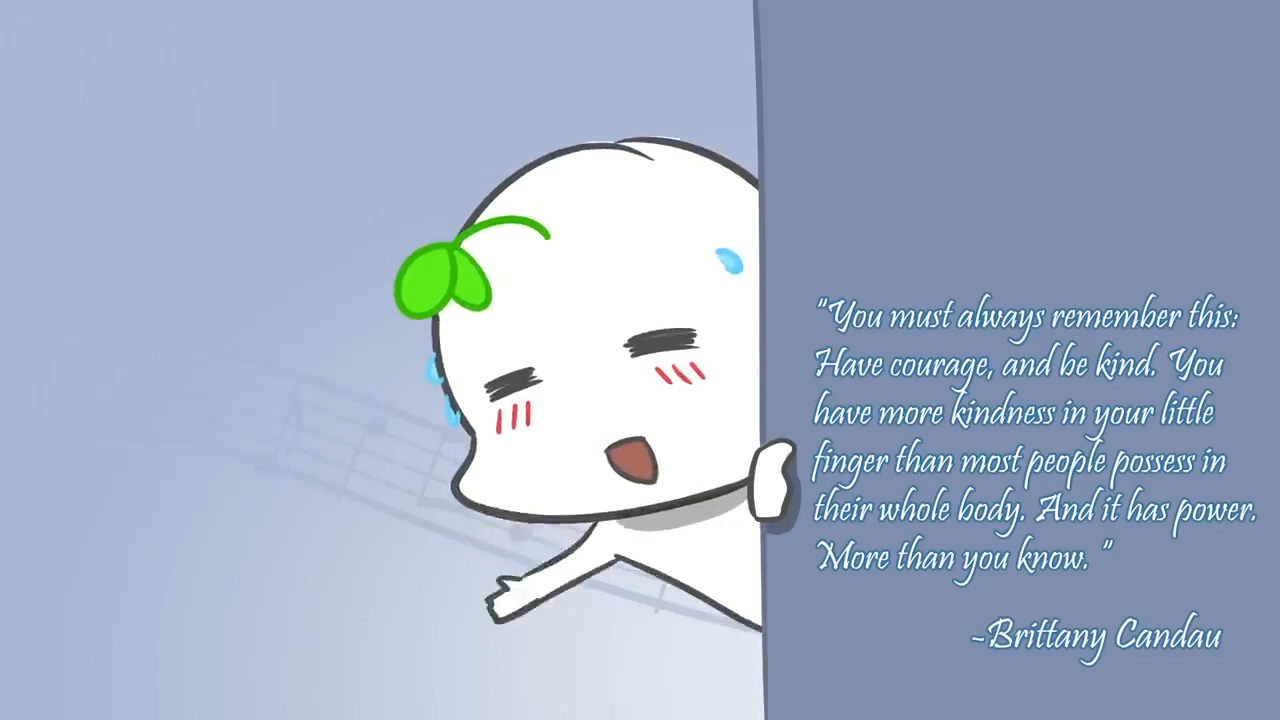 "You must always remember this:
Have courage, and be kind. You
have more kindness in your little
finger than most people possess in
their whole body. And it has power.
More than you know. "
~Brittany Candau